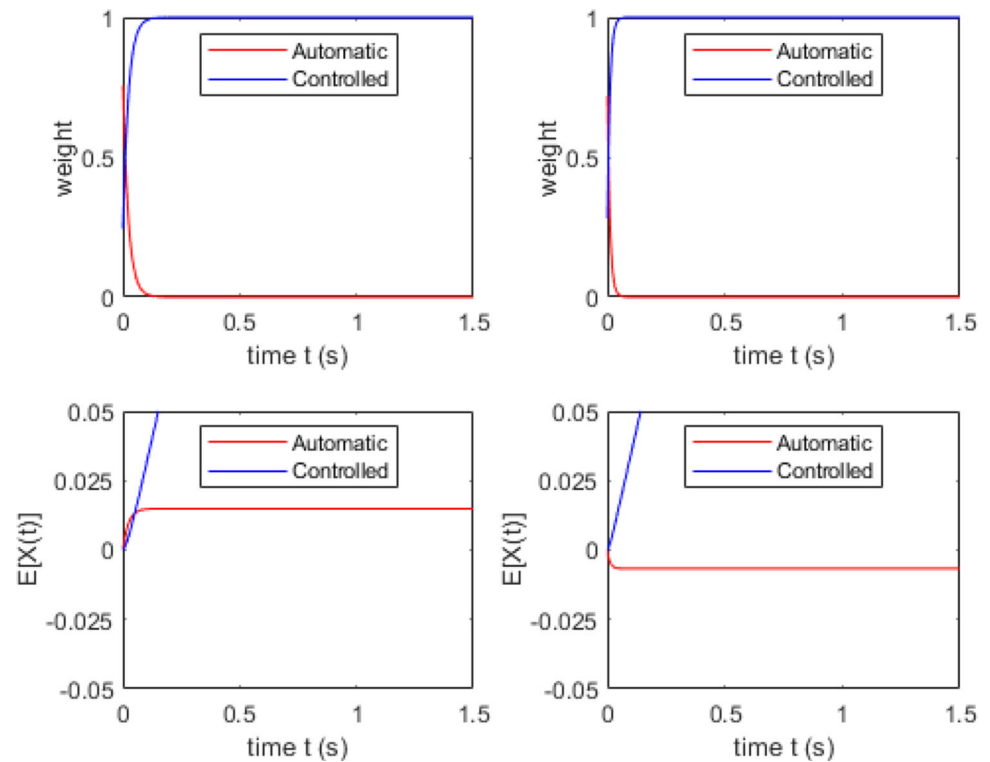 1
0.5
0
weight
Automatic
Controlled
0
0.5
1
1.5
time t (s)
1
0.5
0
weight
Automatic
Controlled
0
0.5
1
1.5
time t (s)
0.05
0.025
0
-0.025
-0.05
E[X(t)]
Automatic
Controlled
0
0.5
1
1.5
time t (s)
0.05
0.025
0
-0.025
-0.05
E[X(t)]
Automatic
Controlled
0
0.5
1
1.5
time t (s)